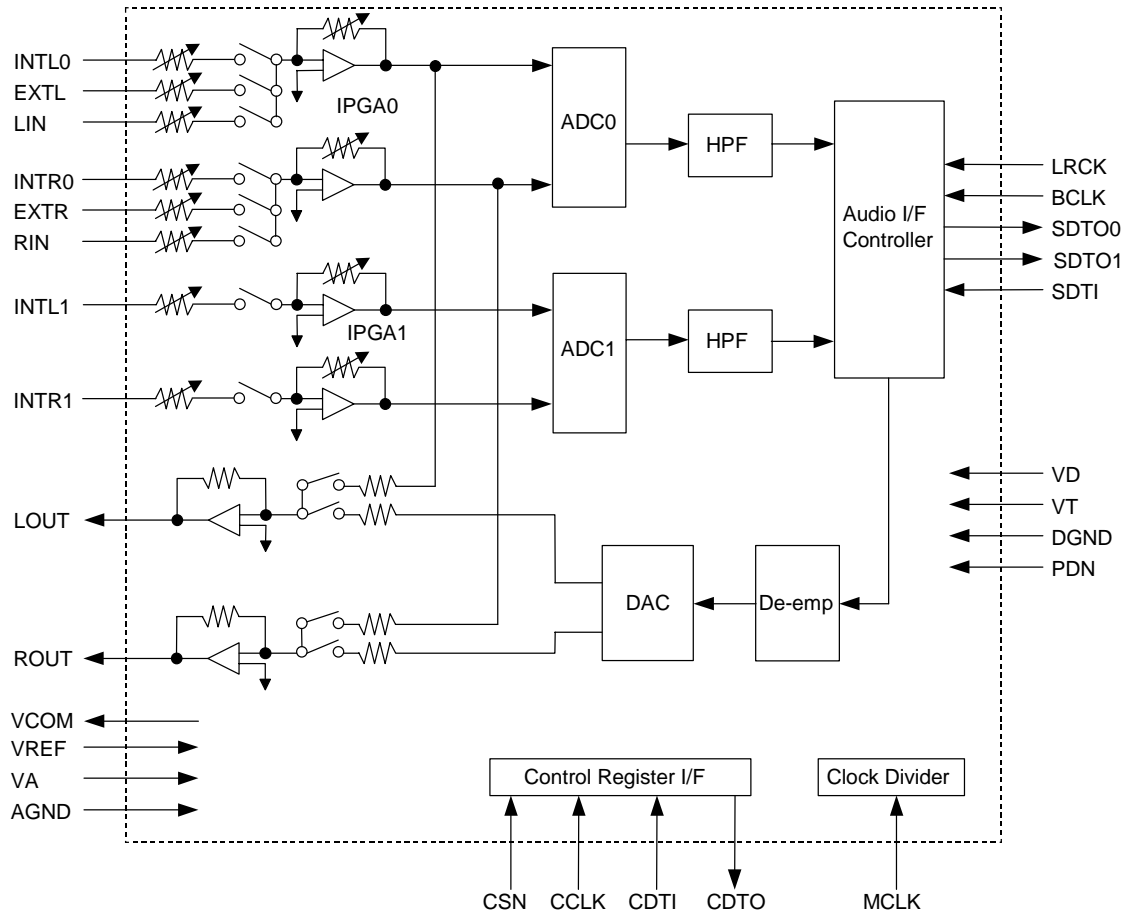 INTL0
EXTL
LIN
IPGA0
INTR0
EXTR
RIN
INTL1
IPGA1
INTR1
ADC0
HPF
ADC1
HPF
Audio I/F
Controller
LRCK
BCLK
SDTO0
SDTO1
SDTI
VD
VT
DGND
PDN
LOUT
ROUT
DAC
De-emp
VCOM
VREF
VA
AGND
Control Register I/F
Clock Divider
CSN
CCLK
CDTI
CDTO
MCLK